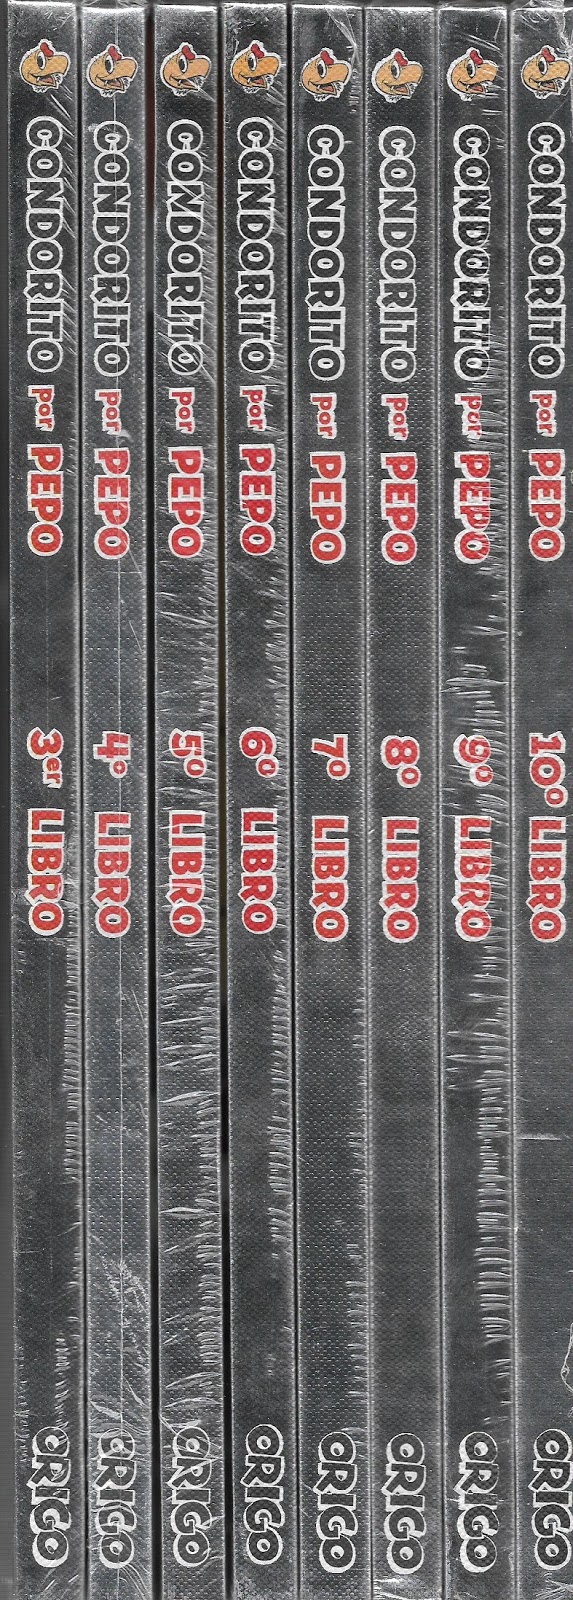 CONDORITO por PEPO 3er LIBRO ORIGO
CONDORITO por PEPO 4º LIBRO ORIGO
CONDORITO por PEPO 5º LIBRO ORIGO
CONDORITO por PEPO 6º LIBRO ORIGO
CONDORITO por PEPO 7º LIBRO ORIGO
CONDORITO por PEPO 8º LIBRO ORIGO
CONDORITO por PEPO 9º LIBRO ORIGO
CONDORITO por PEPO 10º LIBRO ORIGO